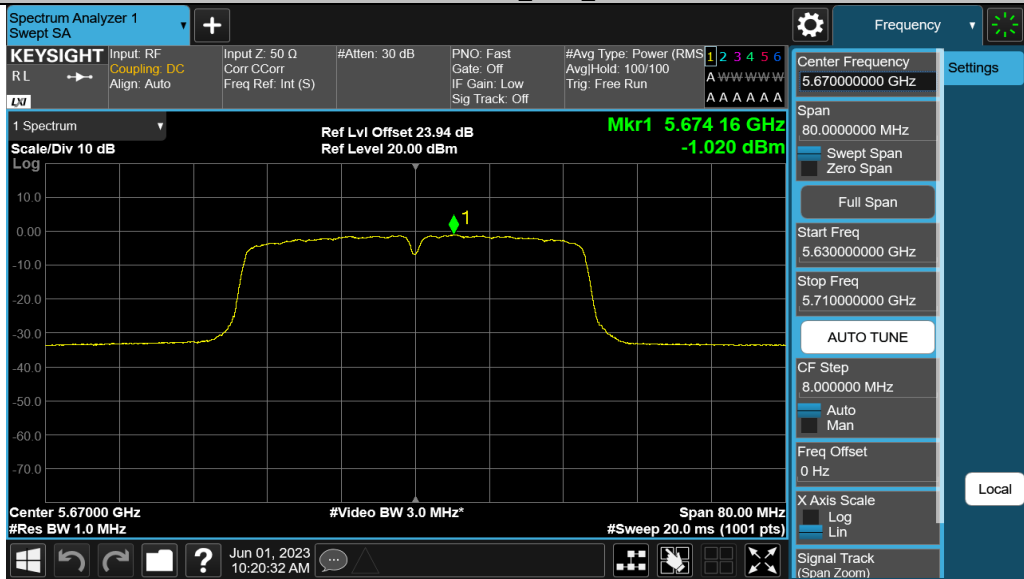 Spectrum Analyzer 1
Swept SA
+
Frequency
KEYSIGHT
RL
LXI
Input: RF
Coupling: DC
Align: Auto
Input Z: 50 Ω
Corr CCorr
Freq Ref: Int (S)
#Atten: 30 dB
PNO: Fast
Gate: Off
IF Gain: Low
Sig Track: Off
#Avg Type: Power (RMS
Avg|Hold: 100/100
Trig: Free Run
1 2 3 4 5 6
A W W W W W
A A A A A A
1 Spectrum
Scale/Div 10 dB
Log
Ref Lvl Offset 23.94 dB
Ref Level 20.00 dBm
Mkr1 5.674 16 GHz
-1.020 dBm
1
10.0
0.00
-10.0
-20.0
-30.0
-40.0
-50.0
-60.0
-70.0
Center 5.67000 GHz
#Res BW 1.0 MHz
#Video BW 3.0 MHz*
Span 80.00 MHz
#Sweep 20.0 ms (1001 pts)
Center Frequency
5.670000000 GHz
Span
80.0000000 MHz
Swept Span
Zero Span
Full Span
Start Freq
5.630000000 GHz
Stop Freq
5.710000000 GHz
AUTO TUNE
CF Step
8.000000 MHz
Auto
Man
Freq Offset
0 Hz
X Axis Scale
Log
Lin
Signal Track
(Span Zoom)
Settings
Local
?
Jun 01, 2023
10:20:32 AM